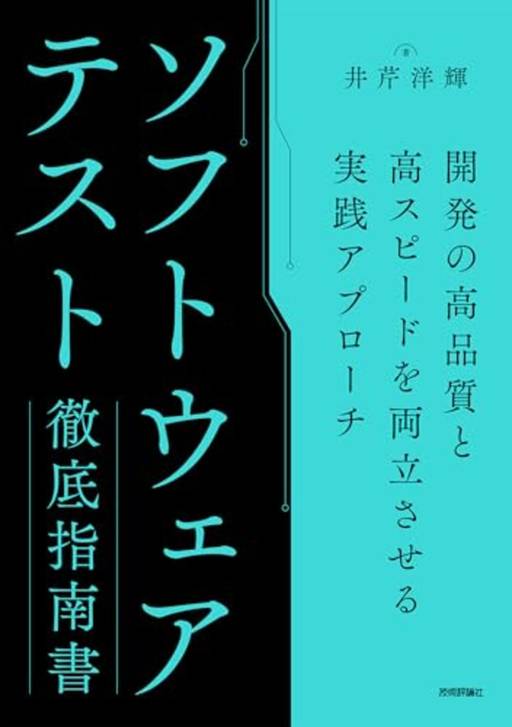 著
井芹洋輝
開発の高品質と
高スピードを両立させる
実践アプローチ
ソフトウェア
テスト
徹底指南書
技術評論社